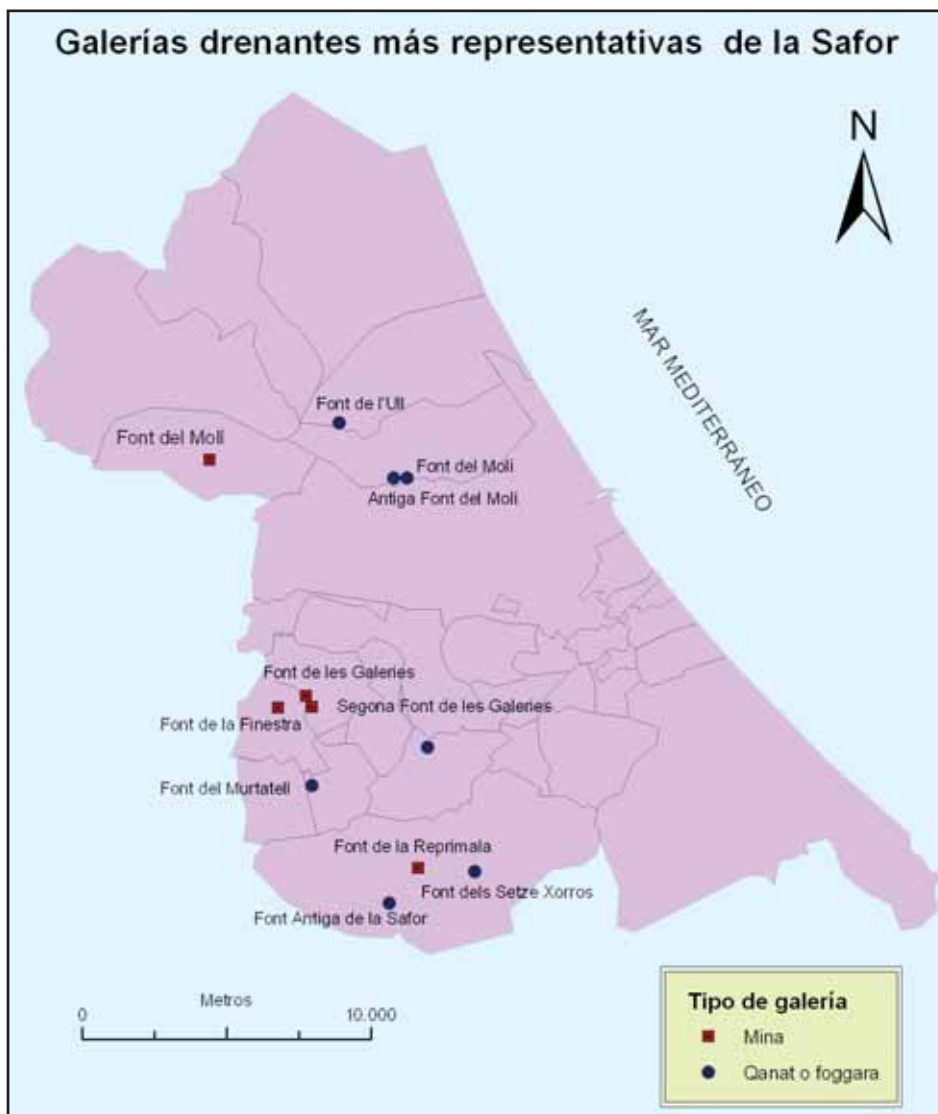 Galerías drenantes más representativas de la Safor
N
MAR MEDITERRÁNEO
Font de l'Ull
Font del Molí
Font del Molí
Antiga Font del Molí
Font de les Galeries
Segona Font de les Galeries
Font de la Finestra
Font del Murtatell
Font de la Reprimala
Font dels Setze Xorros
Font Antiga de la Safor
Metros
0 10.000
Tipo de galería
Mina
Qanat o foggara